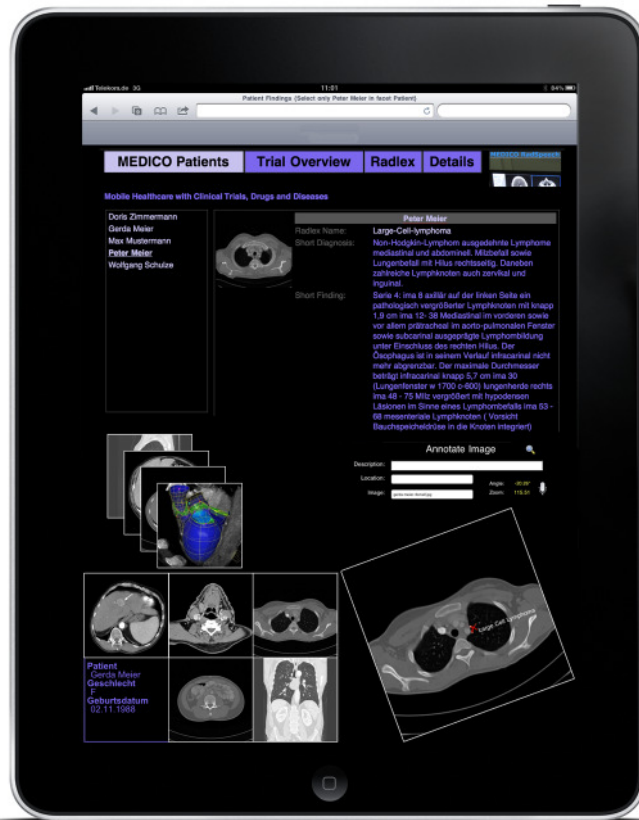 Telekom.de 3G
11:01
84%
Patient Findings (Select only Peter Meier in facet Patient)
MEDICO Patients
Trial Overview
Radlex
Details
MEDICO RadSpeech
Mobile Healthcare with Clinical Trials, Drugs and Diseases
Doris Zimmermann
Gerda Meier
Max Mustermann
Peter Meier
Wolfgang Schulze
Peter Meier
Radlex Name: Large-Cell-lymphoma
Short Diagnosis: Non-Hodgkin-Lymphom ausgedehnte Lymphome
mediastinal und abdominell. Milzbefall sowie
Lungenbefall mit Hilus rechtsseitig. Daneben
zahlreiche Lymphknoten auch zervikal und
inguinal.
Short Finding: Serie 4: ima 8 axillär auf der linken Seite ein
pathologisch vergrößerter Lymphknoten mit knapp
1,9 cm ima 12- 38 Mediastinal im vorderen sowie
vor allem prätracheal im aorto-pulmonalen Fenster
sowie subcarinal ausgeprägte Lymphombildung
unter Einschluss des rechten Hilus. Der
Ösophagus ist in seinem Verlauf infracarinal nicht
mehr abgrenzbar. Der maximale Durchmesser
beträgt infracarinal knapp 5,7 cm ima 30
(Lungenfenster w 1700 c-600) lungenherde rechts
ima 48 - 75 Milz vergrößert mit hypodensen
Läsionen im Sinne eines Lymphombefalls ima 53 -
68 mesenteriale Lymphknoten ( Vorsicht
Bauchspeicheldrüse in die Knoten integriert)
Annotate Image
Description:
Location:
Image:
Angle: -20.26°
Zoom: 115.51
Large Cell Lymphoma
Patient
Gerda Meier
Geschlecht
F
Geburtsdatum
02.11.1988